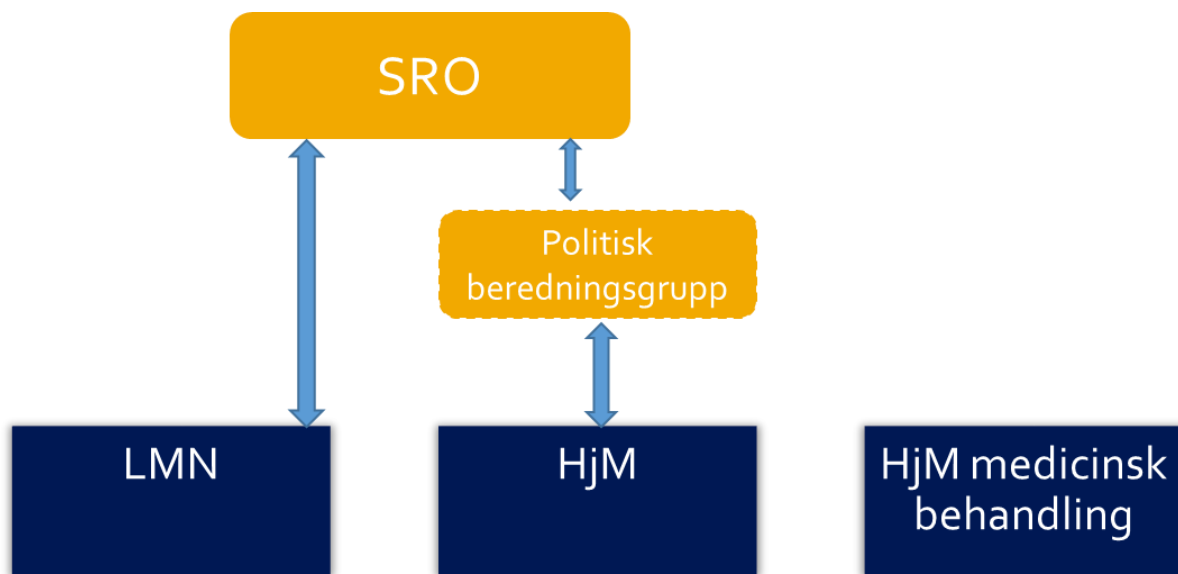 SRO
Politisk
beredningsgrupp
LMN
HjM
HjM medicinsk
behandling